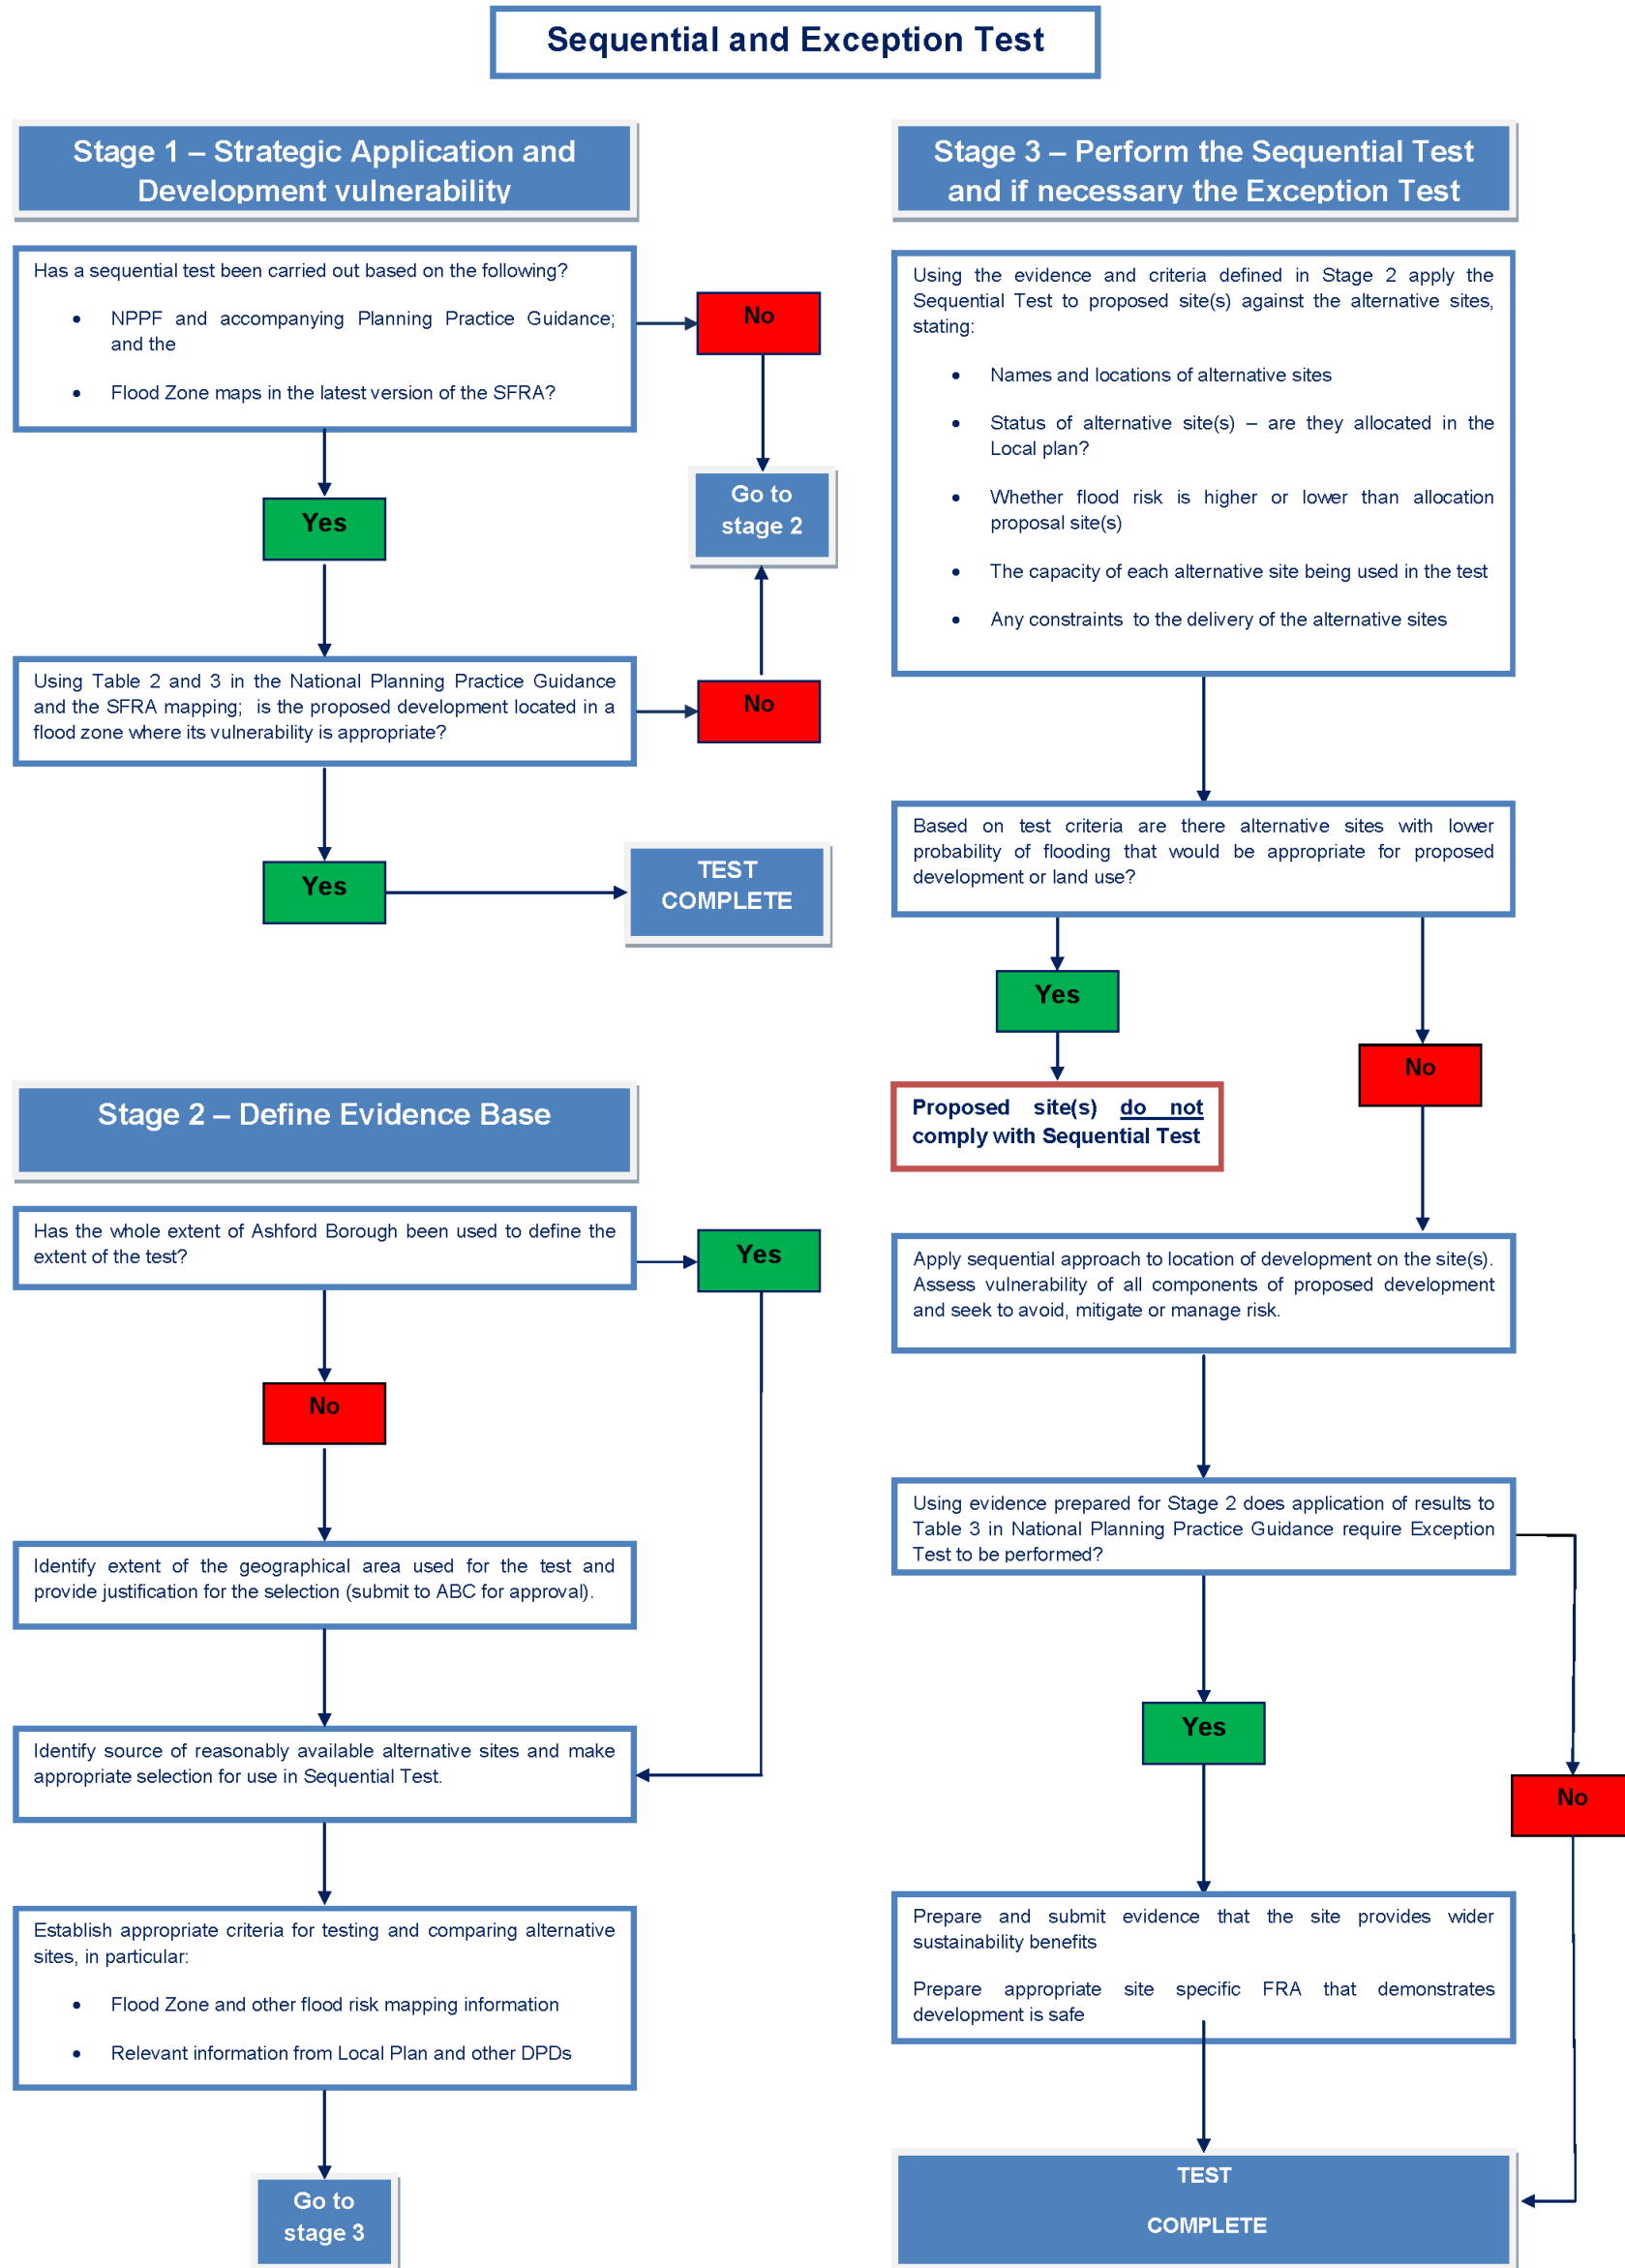 Sequential and Exception Test
Stage 1 – Strategic Application and
Development vulnerability
Has a sequential test been carried out based on the following?
• NPPF and accompanying Planning Practice Guidance;
and the
• Flood Zone maps in the latest version of the SFRA?
No
Go to
stage 2
Yes
Using Table 2 and 3 in the National Planning Practice Guidance
and the SFRA mapping; is the proposed development located in a
flood zone where its vulnerability is appropriate?
No
Yes
TEST
COMPLETE
Stage 2 – Define Evidence Base
Has the whole extent of Ashford Borough been used to define the
extent of the test?
Yes
No
Identify extent of the geographical area used for the test and
provide justification for the selection (submit to ABC for approval).
Identify source of reasonably available alternative sites and make
appropriate selection for use in Sequential Test.
Establish appropriate criteria for testing and comparing alternative
sites, in particular:
• Flood Zone and other flood risk mapping information
• Relevant information from Local Plan and other DPDs
Go to
stage 3
Stage 3 – Perform the Sequential Test
and if necessary the Exception Test
Using the evidence and criteria defined in Stage 2 apply the
Sequential Test to proposed site(s) against the alternative sites,
stating:
• Names and locations of alternative sites
• Status of alternative site(s) – are they allocated in the
Local plan?
• Whether flood risk is higher or lower than allocation
proposal site(s)
• The capacity of each alternative site being used in the test
• Any constraints to the delivery of the alternative sites
Based on test criteria are there alternative sites with lower
probability of flooding that would be appropriate for proposed
development or land use?
Yes
No
Proposed site(s) do not
comply with Sequential Test
Apply sequential approach to location of development on the site(s).
Assess vulnerability of all components of proposed development
and seek to avoid, mitigate or manage risk.
Using evidence prepared for Stage 2 does application of results to
Table 3 in National Planning Practice Guidance require Exception
Test to be performed?
Yes
No
Prepare and submit evidence that the site provides wider
sustainability benefits
Prepare appropriate site specific FRA that demonstrates
development is safe
TEST
COMPLETE